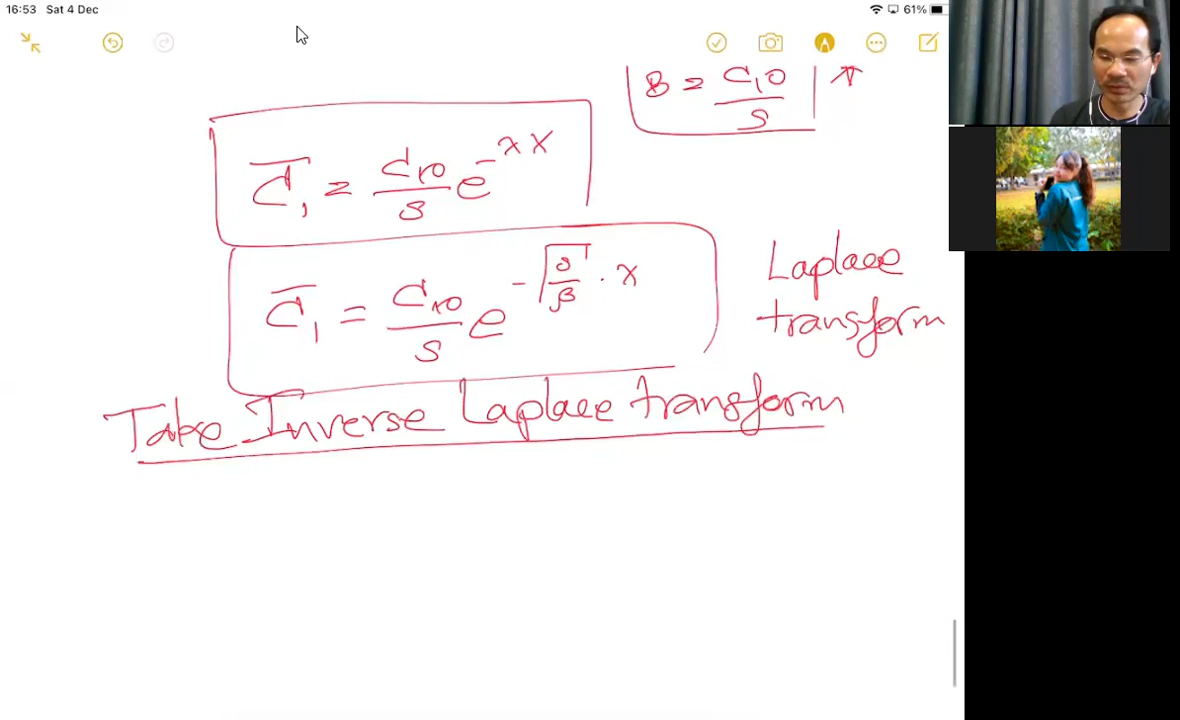 16:53 Sat 4 Dec
61%
B = C₁₀/s
C̅₁ = C₁₀/s e^(-λx)
C̅₁ = C₁₀/s e^(-√(s/β) · x)
Laplace
transform
Take Inverse Laplace transform